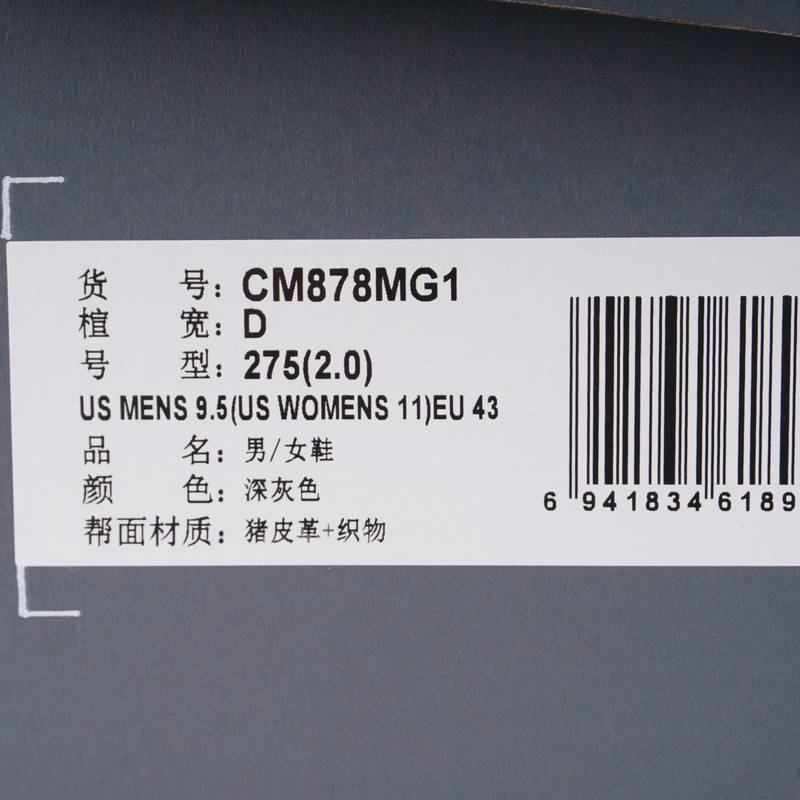 货号：CM878MG1
楦宽：D
号型：275(2.0)
US MENS 9.5(US WOMENS 11)EU 43
品名：男/女鞋
颜色：深灰色
帮面材质：猪皮革+织物
6 941834 6189